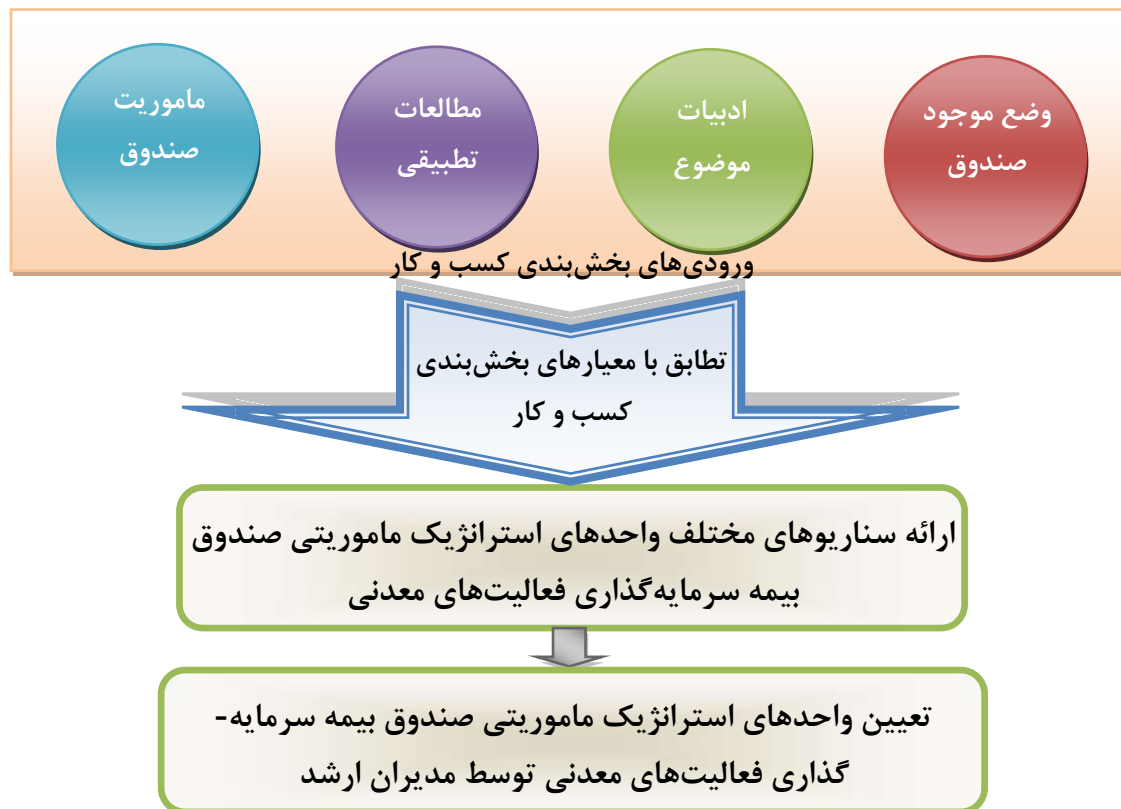 وضع موجود
صندوق
ادبیات
موضوع
مطالعات
تطبیقی
ماموریت
صندوق
ورودی‌های بخش‌بندی کسب و کار
تطابق با معیارهای بخش‌بندی
کسب و کار
ارائه سناریوهای مختلف واحدهای استرانژیک ماموریتی صندوق
بیمه سرمایه‌گذاری فعالیت‌های معدنی
تعیین واحدهای استرانژیک ماموریتی صندوق بیمه سرمایه-
گذاری فعالیت‌های معدنی توسط مدیران ارشد